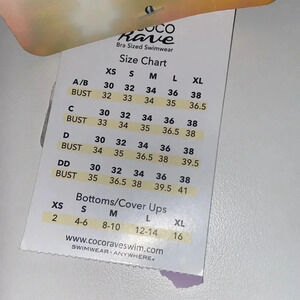 COCO
Rave
Bra Sized Swimwear
Size Chart
XS S M L XL
A/B 30 32 34 36 38
BUST 32 33 34 35 36.5
C 30 32 34 36 38
BUST 33 34 35 36.5 38
D 30 32 34 36 38
BUST 34 35 36.5 38 39.5
DD 30 32 34 36 38
BUST 35 36.5 38 39.5 41
Bottoms/Cover Ups
XS S M L XL
2 4-6 8-10 12-14 16
www.cocoraveswim.com
SWIMWEAR•ANYWHERE